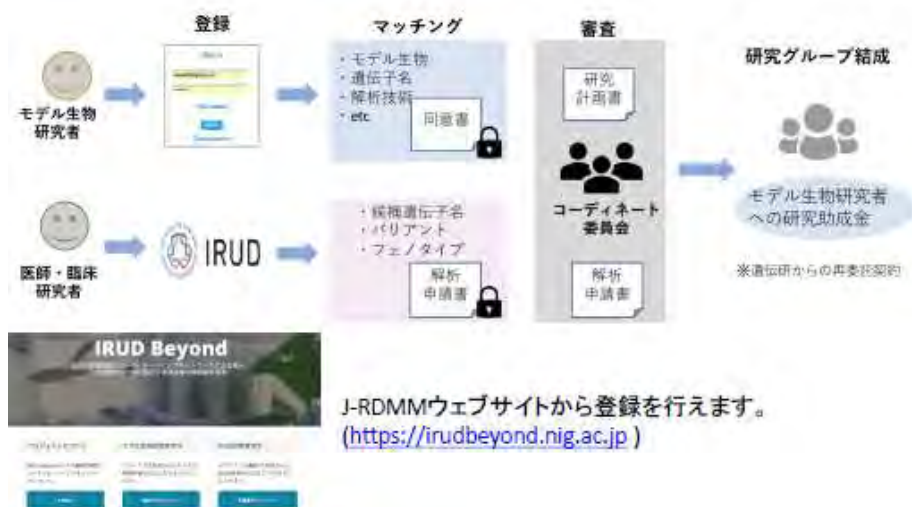 登録
マッチング
審査
研究グループ結成
モデル生物
研究者
・モデル生物
・遺伝子名
・解析技術
・etc
同意書
研究
計画書
コーディネート
委員会
解析
申請書
モデル生物研究者
への研究助成金
※遺伝研からの再委託契約
医師・臨床
研究者
IRUD
・候補遺伝子名
・バリアント
・フェノタイプ
解析
申請書
IRUD Beyond
J-RDMMウェブサイトから登録を行えます。
(https://irudbeyond.nig.ac.jp )